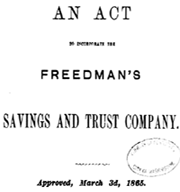 AN ACT
TO INCORPORATE THE
FREEDMAN'S
SAVINGS AND TRUST COMPANY.
Approved, March 3d, 1865.